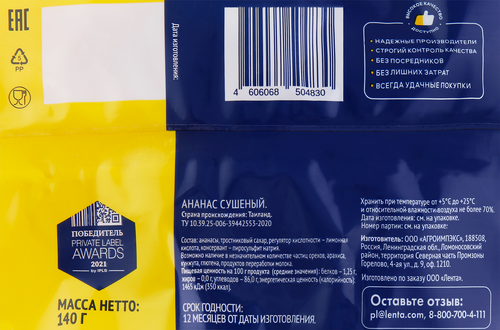 EAC
5
PP
Дата изготовления:
4 606068 504830
ВЫСОКОЕ КАЧЕСТВО
ДОСТУПНО
• НАДЕЖНЫЕ ПРОИЗВОДИТЕЛИ
• СТРОГИЙ КОНТРОЛЬ КАЧЕСТВА
• БЕЗ ПОСРЕДНИКОВ
• БЕЗ ЛИШНИХ ЗАТРАТ
• ВСЕГДА УДАЧНЫЕ ПОКУПКИ
ПОБЕДИТЕЛЬ
PRIVATE LABEL
AWARDS
2021
by IPLS
МАССА НЕТТО:
140 Г
АНАНАС СУШЕНЫЙ.
Страна происхождения: Таиланд.
ТУ 10.39.25-006-39442553-2020
Состав: ананасы, тростниковый сахар, регулятор кислотности – лимонная
кислота, консервант – пиросульфит натрия.
Возможно наличие в незначительном количестве частиц орехов, арахиса,
кунжута, глютена, продуктов переработки молока.
Пищевая ценность на 100 г продукта (средние значения): белков – 1,25 г,
жиров – 0,0 г, углеводов – 86,0 г, энергетическая ценность (калорийность):
1465 кДж (350 ккал).
СРОК ГОДНОСТИ:
12 МЕСЯЦЕВ ОТ ДАТЫ ИЗГОТОВЛЕНИЯ.
Хранить при температуре от +5°С до +25°С
и относительной влажности воздуха не более 70%.
Дата изготовления: см. на упаковке.
Номер партии: см. на упаковке.
Изготовитель: ООО «АГРОИМПЭКС», 188508,
Россия, Ленинградская обл., Ломоносовский район,
территория Северная часть Промзоны
Горелово, 4-ая ул., д. 9, оф. 1210.
Изготовлено по заказу ООО «Лента».
Оставьте отзыв:
pl@lenta.com, 8-800-700-4-111